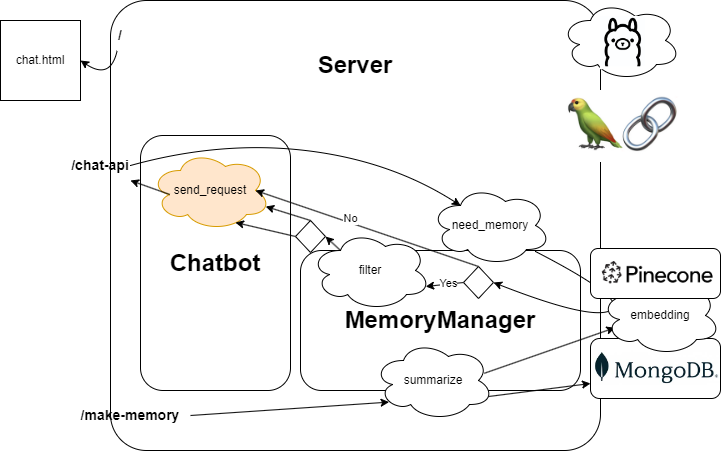 /
chat.html
Server
/chat-api
send_request
No
need_memory
Chatbot
filter
Yes
Pinecone
embedding
MemoryManager
MongoDB®
summarize
/make-memory